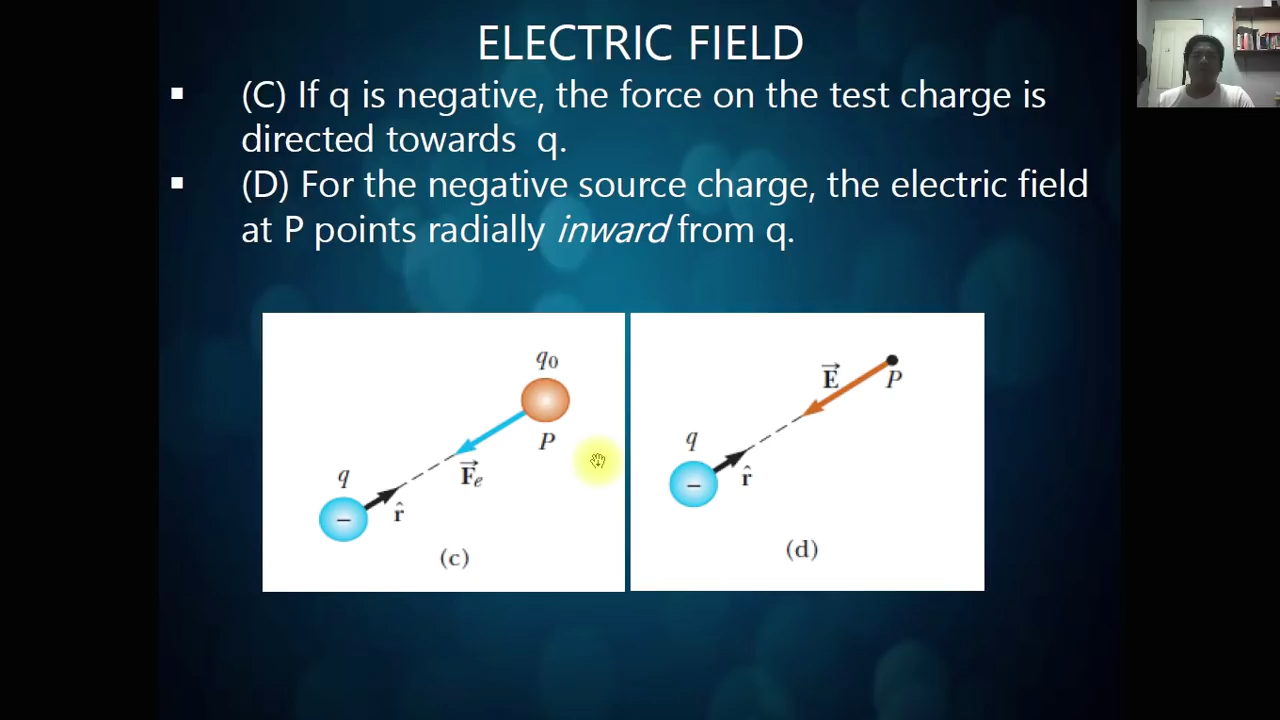 ELECTRIC FIELD
▪ (C) If q is negative, the force on the test charge is
directed towards q.
▪ (D) For the negative source charge, the electric field
at P points radially inward from q.
q₀
P
F⃗ₑ
q
−
r̂
(c)
E⃗
P
q
−
r̂
(d)